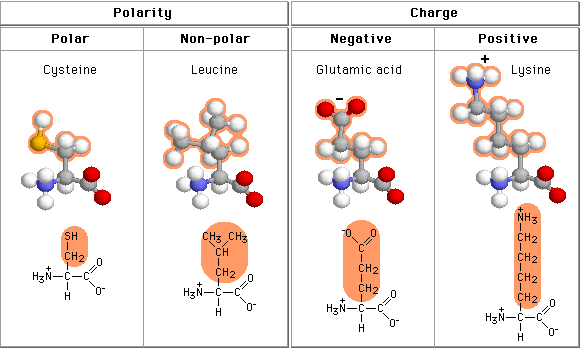 Polarity
Charge
Polar
Non-polar
Negative
Positive
Cysteine
Leucine
Glutamic acid
Lysine
-
+
SH
CH₂
H₃N⁺–C–C
O
O⁻
H
CH₃ CH₃
CH
CH₂
H₃N⁺–C–C
O
O⁻
H
⁻O O
C
CH₂
CH₂
H₃N⁺–C–C
O
O⁻
H
⁺NH₃
CH₂
CH₂
CH₂
CH₂
H₃N⁺–C–C
O
O⁻
H